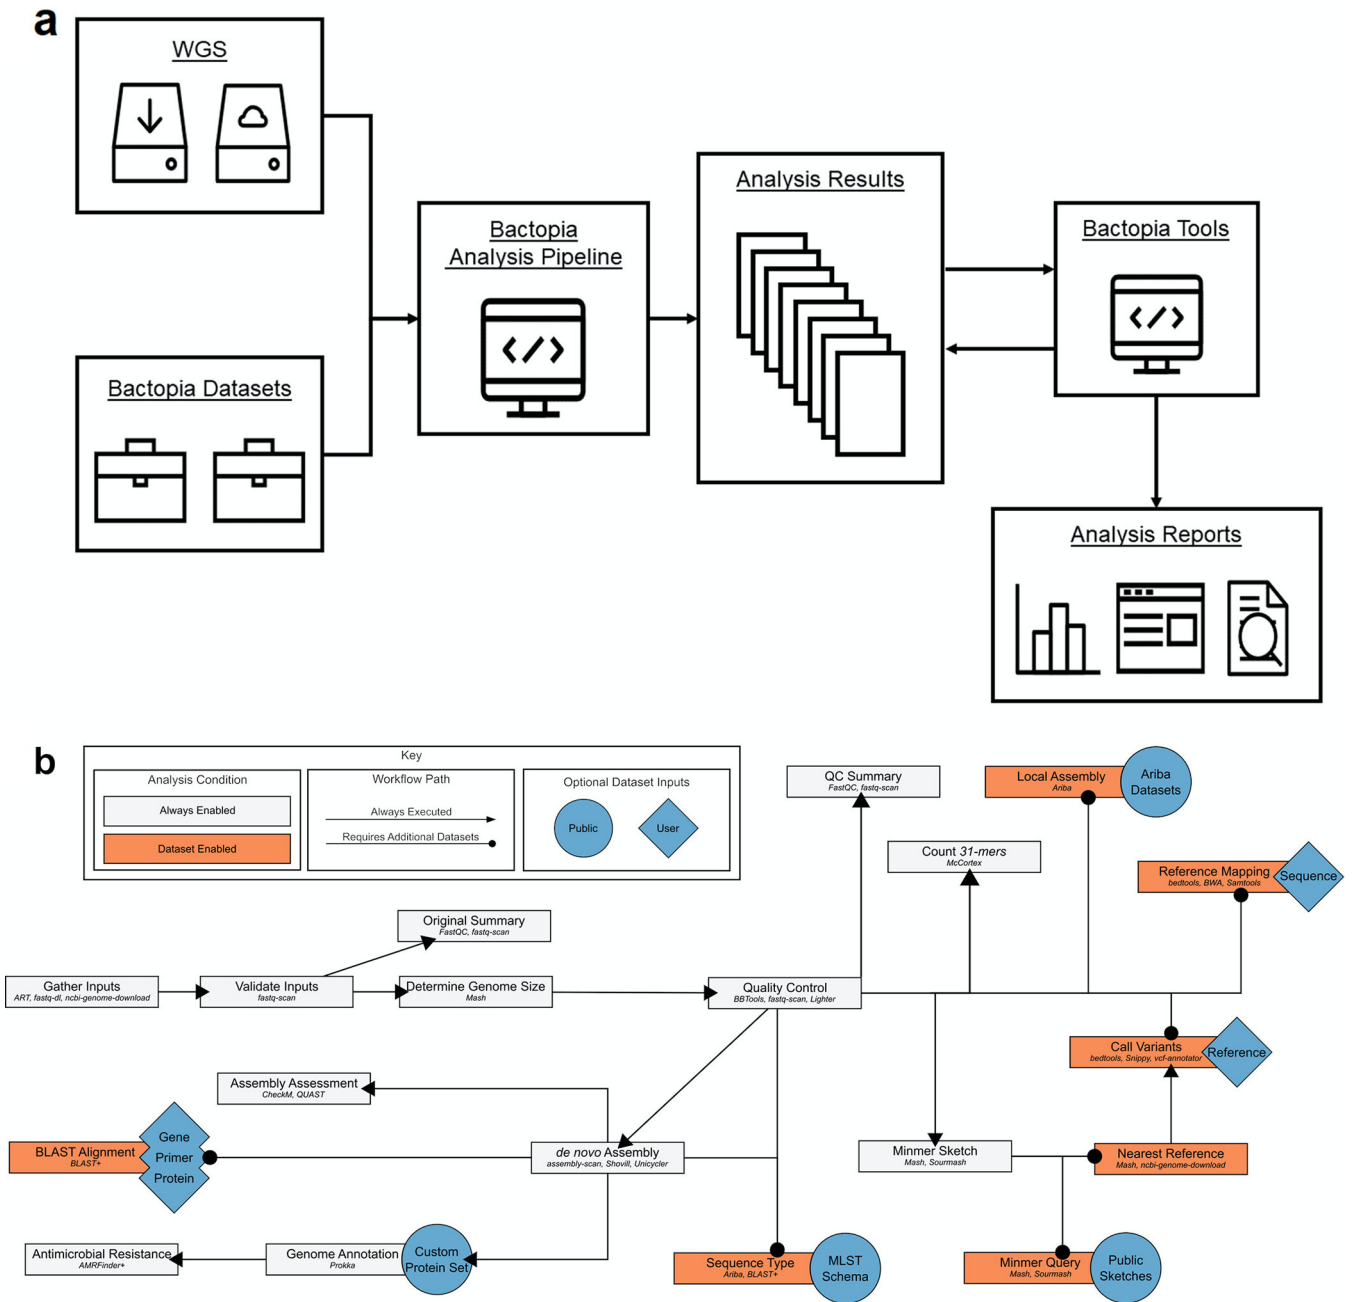 a
WGS
Bactopia Datasets
Bactopia
Analysis Pipeline
Analysis Results
Bactopia Tools
Analysis Reports
b
Key
Analysis Condition
Always Enabled
Dataset Enabled
Workflow Path
Always Executed
Requires Additional Datasets
Optional Dataset Inputs
Public
User
QC Summary
FastQC, fastq-scan
Local Assembly
Ariba
Ariba
Datasets
Count 31-mers
McCortex
Reference Mapping
bedtools, BWA, Samtools
Sequence
Original Summary
FastQC, fastq-scan
Gather Inputs
ART, fastq-dl, ncbi-genome-download
Validate Inputs
fastq-scan
Determine Genome Size
Mash
Quality Control
BBTools, fastq-scan, Lighter
Call Variants
bedtools, Snippy, vcf-annotator
Reference
Assembly Assessment
CheckM, QUAST
BLAST Alignment
BLAST+
Gene
Primer
Protein
de novo Assembly
assembly-scan, Shovill, Unicycler
Minmer Sketch
Mash, Sourmash
Nearest Reference
Mash, ncbi-genome-download
Antimicrobial Resistance
AMRFinder+
Genome Annotation
Prokka
Custom
Protein Set
Sequence Type
Ariba, BLAST+
MLST
Schema
Minmer Query
Mash, Sourmash
Public
Sketches